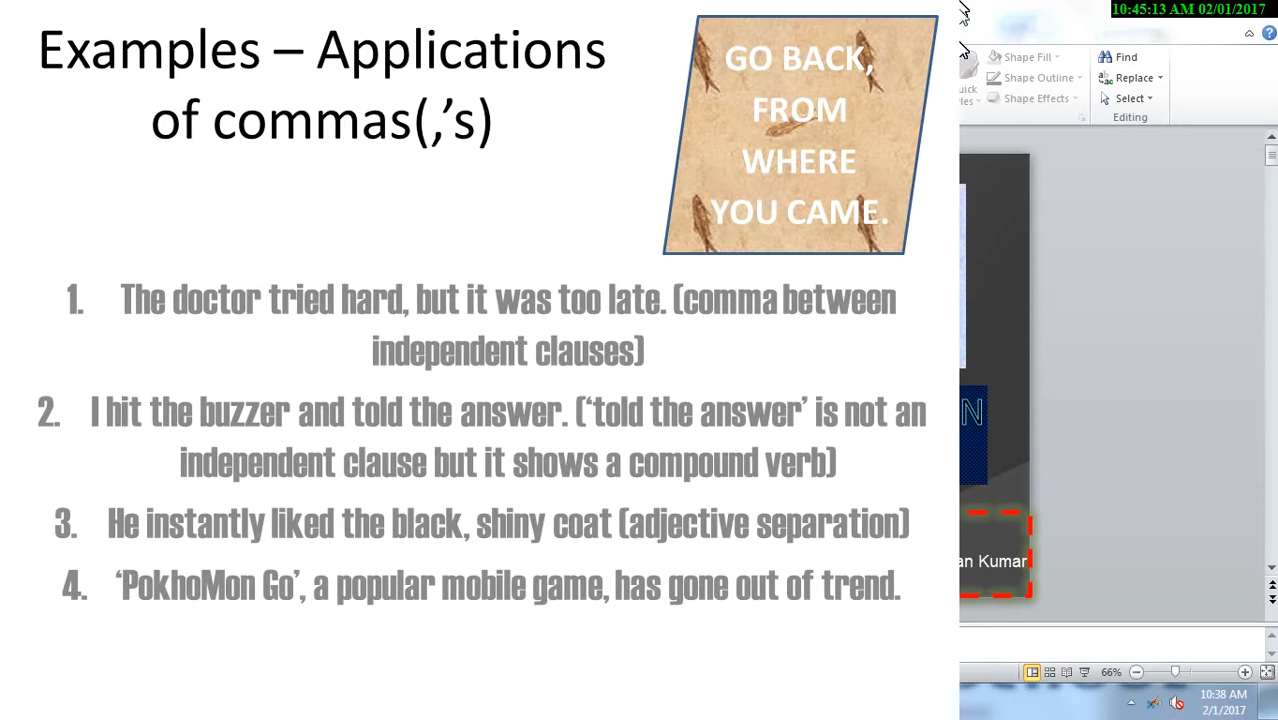 10:45:13 AM 02/01/2017
Examples – Applications
of commas(,’s)
GO BACK,
FROM
WHERE
YOU CAME.
Shape Fill
Shape Outline
Shape Effects
Find
Replace
Select
Editing
1. The doctor tried hard, but it was too late. (comma between
independent clauses)
2. I hit the buzzer and told the answer. (‘told the answer’ is not an
independent clause but it shows a compound verb)
3. He instantly liked the black, shiny coat (adjective separation)
4. ‘PokhoMon Go’, a popular mobile game, has gone out of trend.
N
an Kumar
66%
10:38 AM
2/1/2017